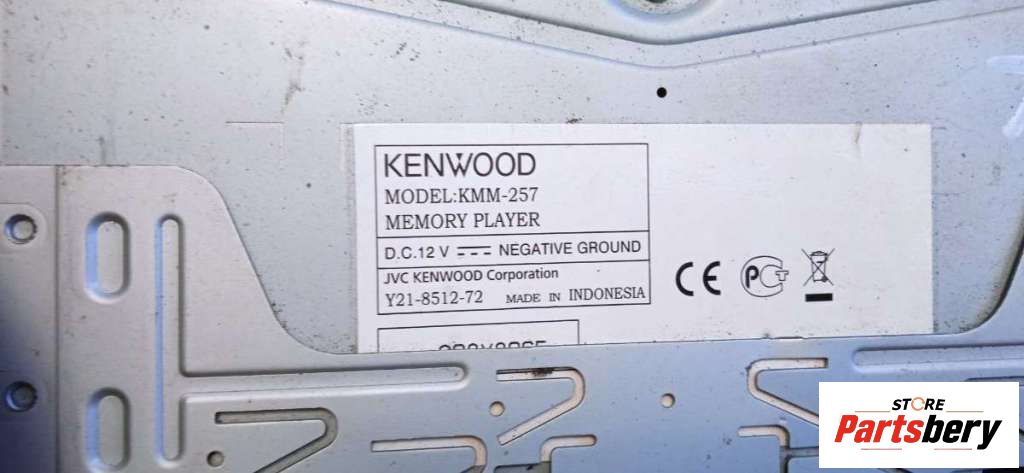 KENWOOD
MODEL:KMM-257
MEMORY PLAYER
D.C.12 V NEGATIVE GROUND
JVC KENWOOD Corporation
Y21-8512-72 MADE IN INDONESIA
CE PCT
STORE
Partsbery